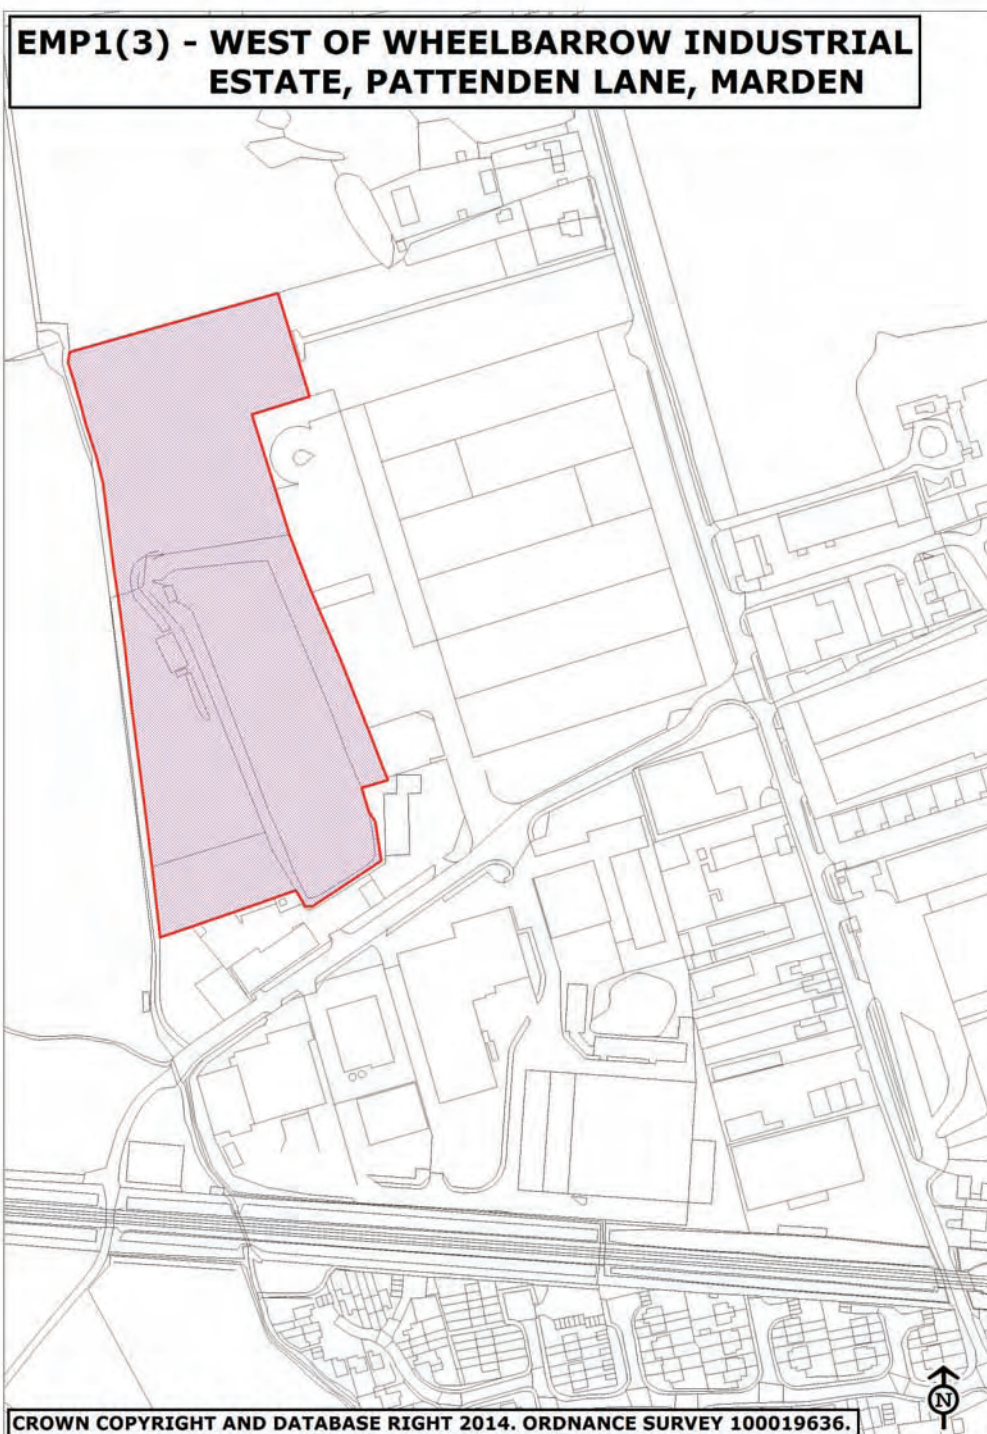 EMP1(3) - WEST OF WHEELBARROW INDUSTRIAL
ESTATE, PATTENDEN LANE, MARDEN
N
CROWN COPYRIGHT AND DATABASE RIGHT 2014. ORDNANCE SURVEY 100019636.